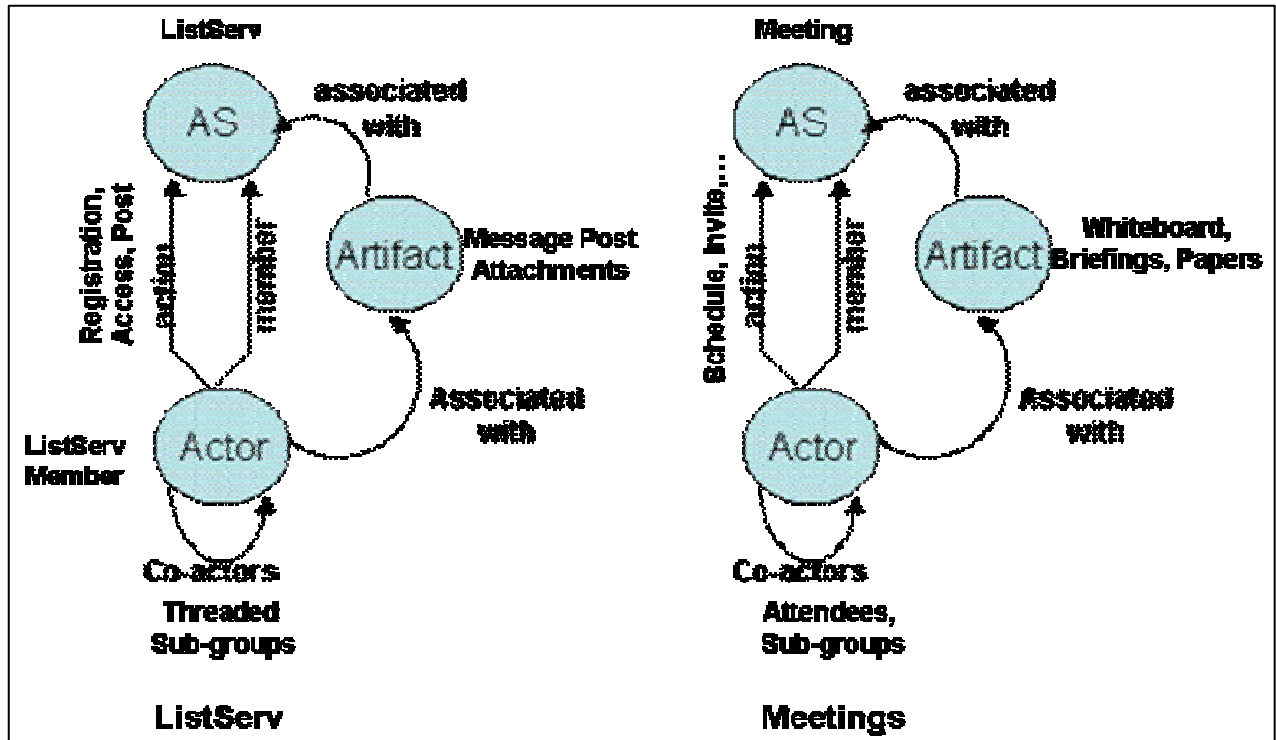 ListServ
AS
associated
with
Registration,
Access, Post
action
member
Artifact
Message Post
Attachments
Associated
with
Actor
ListServ
Member
Co-actors
Threaded
Sub-groups
ListServ
Meeting
AS
associated
with
Schedule, Invite,...
action
member
Artifact
Whiteboard,
Briefings, Papers
Associated
with
Actor
Co-actors
Attendees,
Sub-groups
Meetings